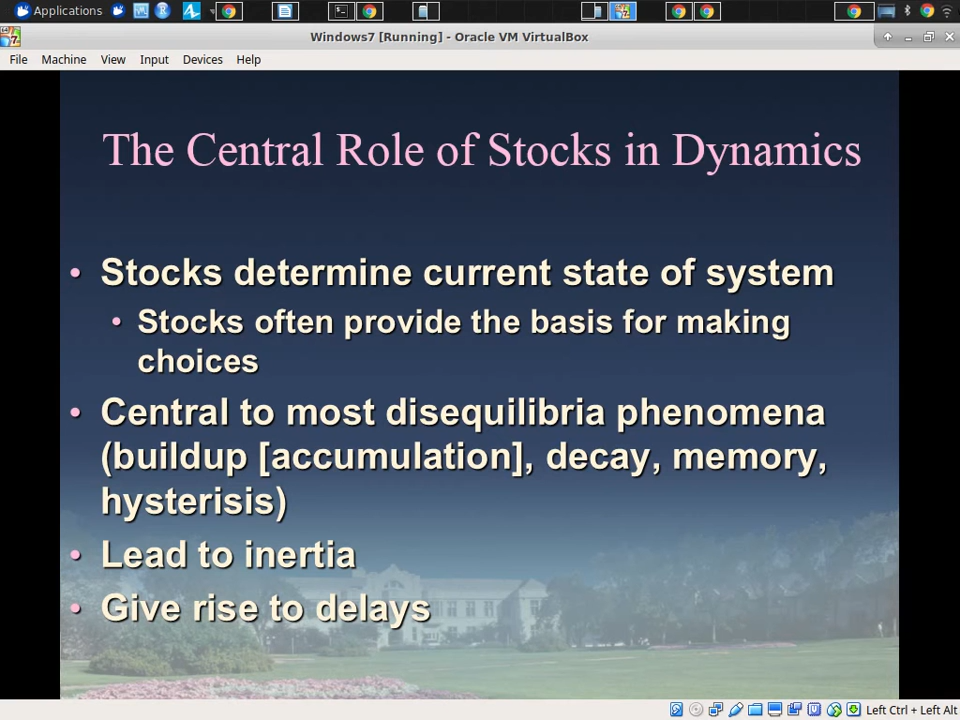 Applications
Windows7 [Running] - Oracle VM VirtualBox
File Machine View Input Devices Help
The Central Role of Stocks in Dynamics
• Stocks determine current state of system
• Stocks often provide the basis for making
choices
• Central to most disequilibria phenomena
(buildup [accumulation], decay, memory,
hysterisis)
• Lead to inertia
• Give rise to delays
Left Ctrl + Left Alt